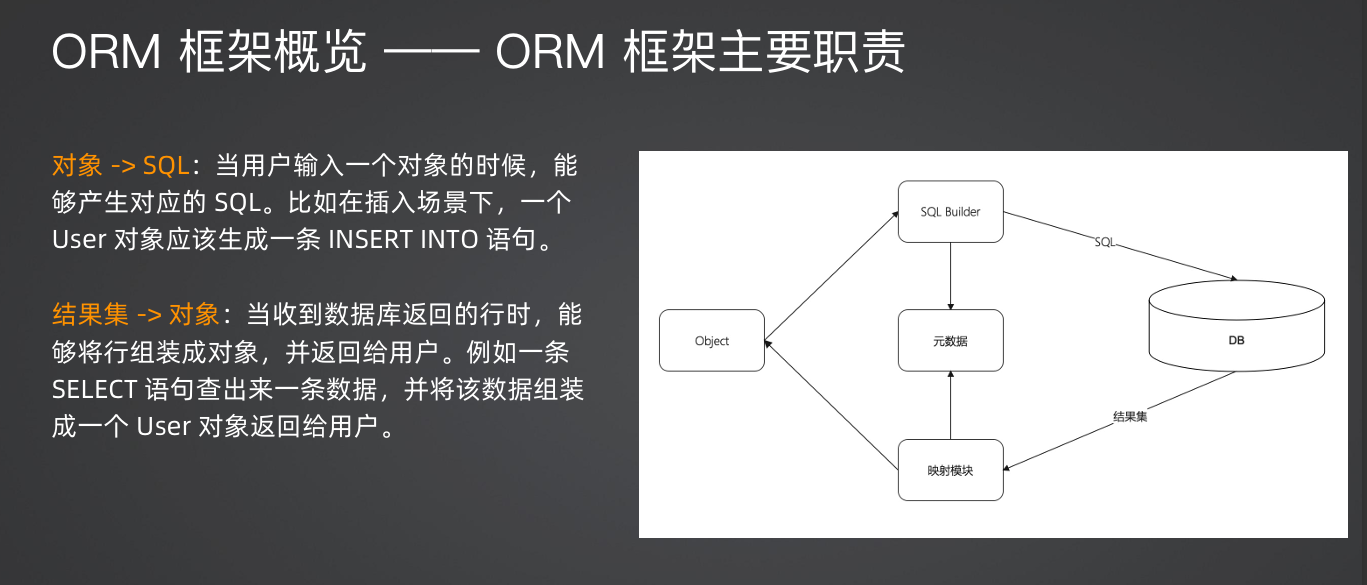 ORM 框架概览 —— ORM 框架主要职责
对象 -> SQL：当用户输入一个对象的时候，能
够产生对应的 SQL。比如在插入场景下，一个
User 对象应该生成一条 INSERT INTO 语句。
结果集 -> 对象：当收到数据库返回的行时，能
够将行组装成对象，并返回给用户。例如一条
SELECT 语句查出来一条数据，并将该数据组装
成一个 User 对象返回给用户。
SQL Builder
SQL
Object
元数据
DB
结果集
映射模块